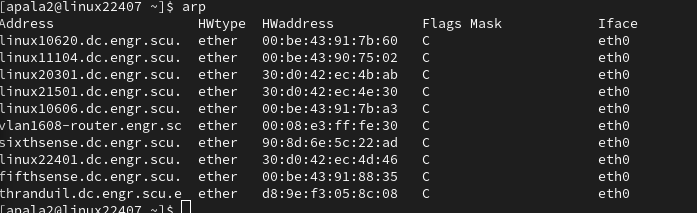 [apala2@linux22407 ~]$ arp
Address HWtype HWaddress Flags Mask Iface
linux10620.dc.engr.scu. ether 00:be:43:91:7b:60 C eth0
linux11104.dc.engr.scu. ether 00:be:43:90:75:02 C eth0
linux20301.dc.engr.scu. ether 30:d0:42:ec:4b:ab C eth0
linux21501.dc.engr.scu. ether 30:d0:42:ec:4e:30 C eth0
linux10606.dc.engr.scu. ether 00:be:43:91:7b:a3 C eth0
vlan1608-router.engr.sc ether 00:08:e3:ff:fe:30 C eth0
sixthsense.dc.engr.scu. ether 90:8d:6e:5c:22:ad C eth0
linux22401.dc.engr.scu. ether 30:d0:42:ec:4d:46 C eth0
fifthsense.dc.engr.scu. ether 00:be:43:91:88:35 C eth0
thranduil.dc.engr.scu.e ether d8:9e:f3:05:8c:08 C eth0
[apala2@linux22407 ~]$